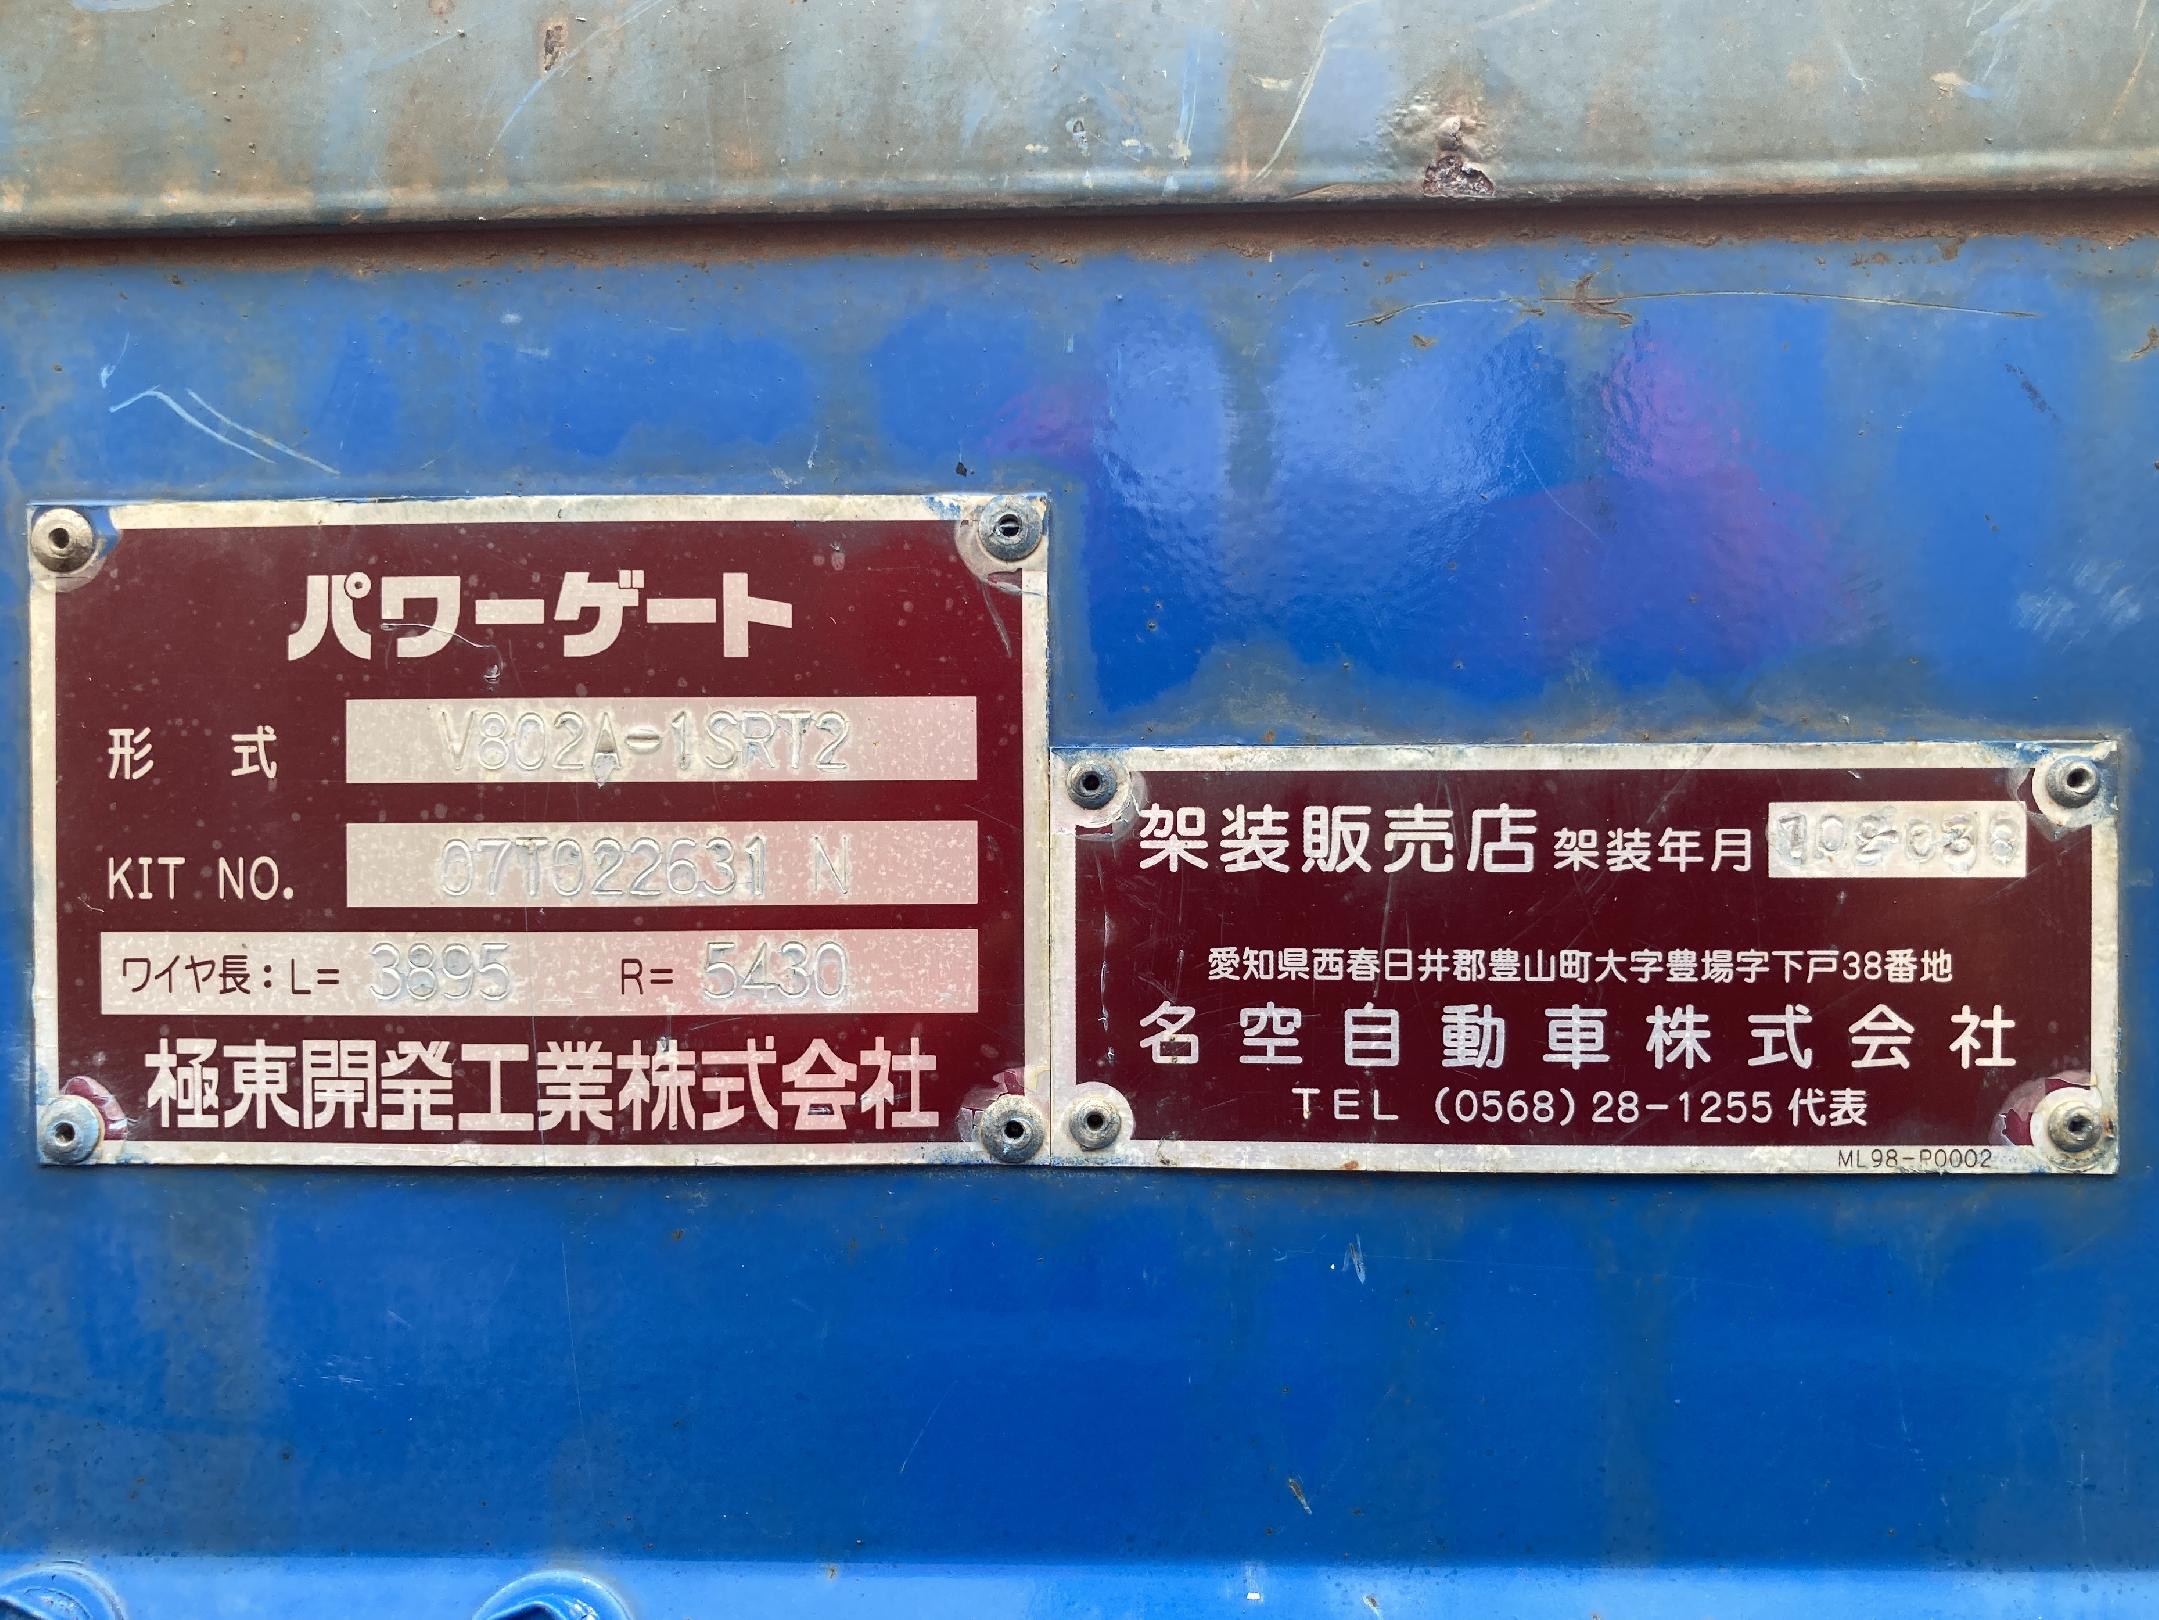 パワーゲート
形式 V802A-1SRT2
KIT NO. 07T022631 N
ワイヤ長：L= 3895 R= 5430
極東開発工業株式会社
架装販売店 架装年月
愛知県西春日井郡豊山町大字豊場字下戸38番地
名空自動車株式会社
TEL (0568) 28-1255 代表
ML98-P0002